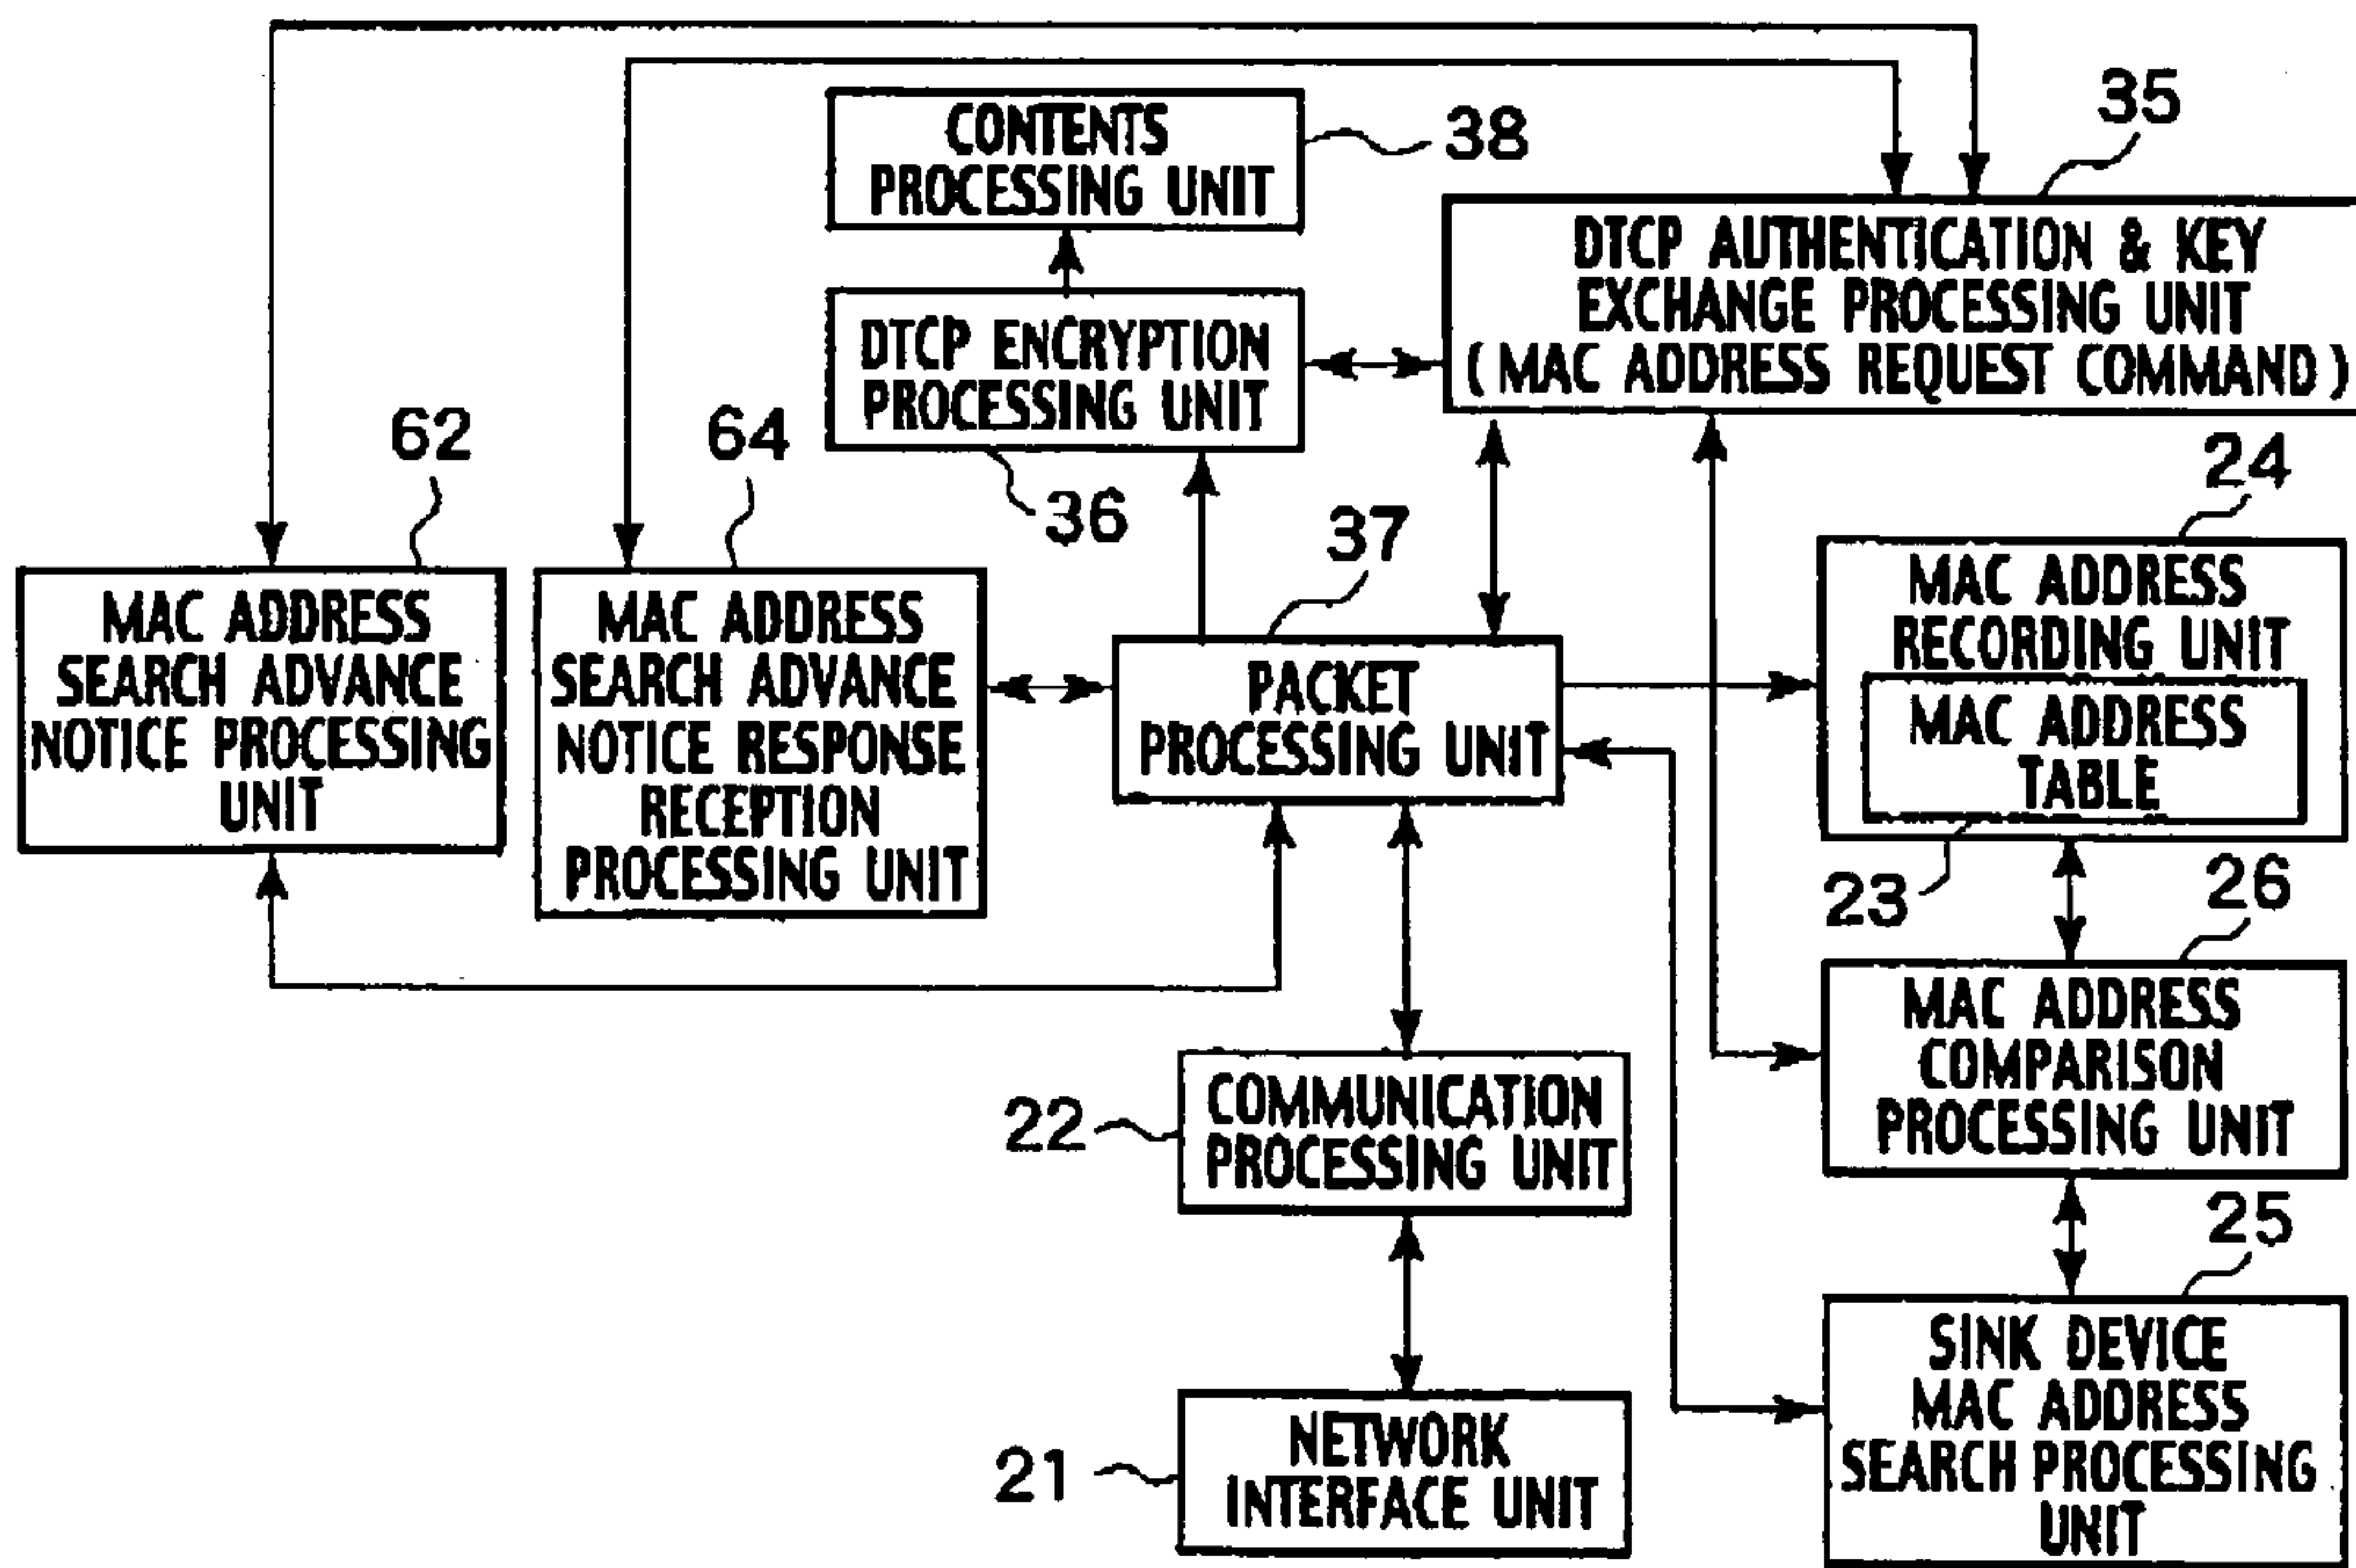 CONTENTS
PROCESSING UNIT
38
35
DTCP AUTHENTICATION & KEY
EXCHANGE PROCESSING UNIT
( MAC ADDRESS REQUEST COMMAND )
DTCP ENCRYPTION
PROCESSING UNIT
36
62
64
37
24
MAC ADDRESS
SEARCH ADVANCE
NOTICE PROCESSING
UNIT
MAC ADDRESS
SEARCH ADVANCE
NOTICE RESPONSE
RECEPTION
PROCESSING UNIT
PACKET
PROCESSING UNIT
MAC ADDRESS
RECORDING UNIT
MAC ADDRESS
TABLE
23
26
MAC ADDRESS
COMPARISON
PROCESSING UNIT
22
COMMUNICATION
PROCESSING UNIT
25
SINK DEVICE
MAC ADDRESS
SEARCH PROCESSING
UNIT
21
NETWORK
INTERFACE UNIT